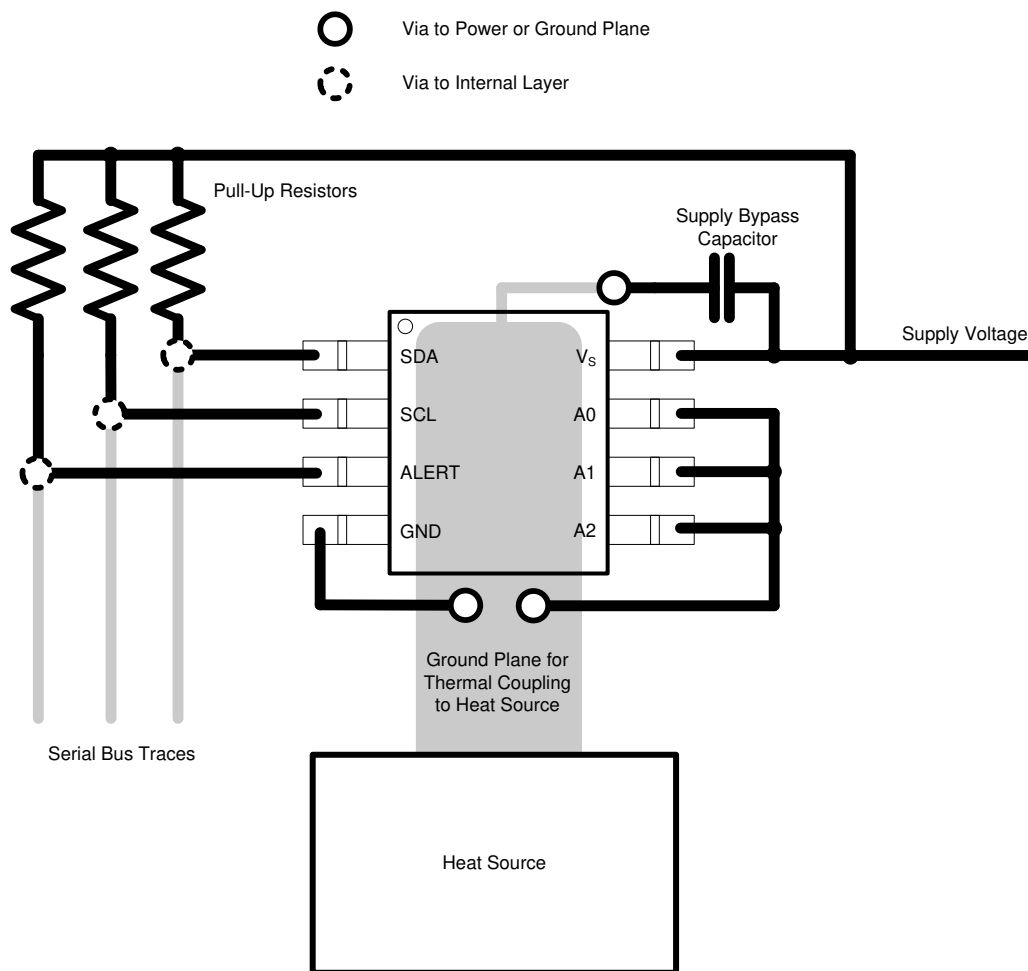 Via to Power or Ground Plane
Via to Internal Layer
Pull-Up Resistors
Supply Bypass
Capacitor
Supply Voltage
SDA
SCL
ALERT
GND
VS
A0
A1
A2
Ground Plane for
Thermal Coupling
to Heat Source
Serial Bus Traces
Heat Source